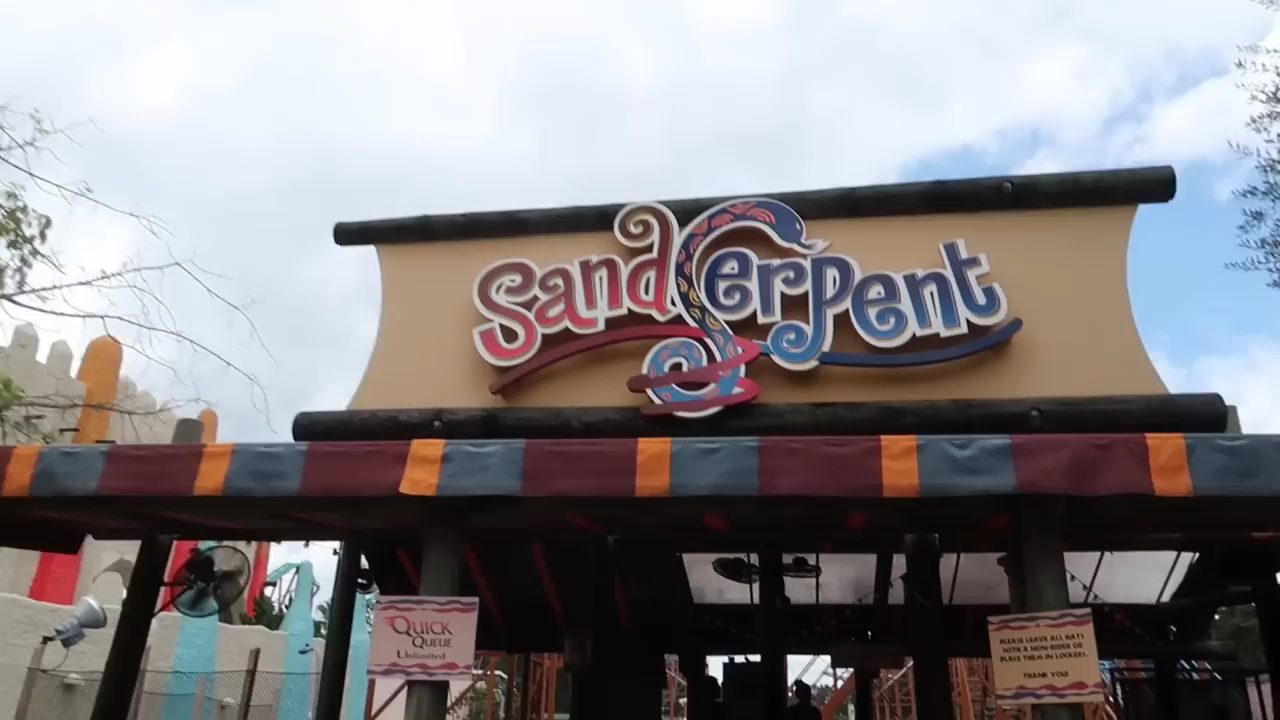 SandSerpent
QUICK
QUEUE
Unlimited
PLEASE LEAVE ALL HATS
WITH A NON-RIDER OR
PLACE THEM IN LOCKERS.
THANK YOU!